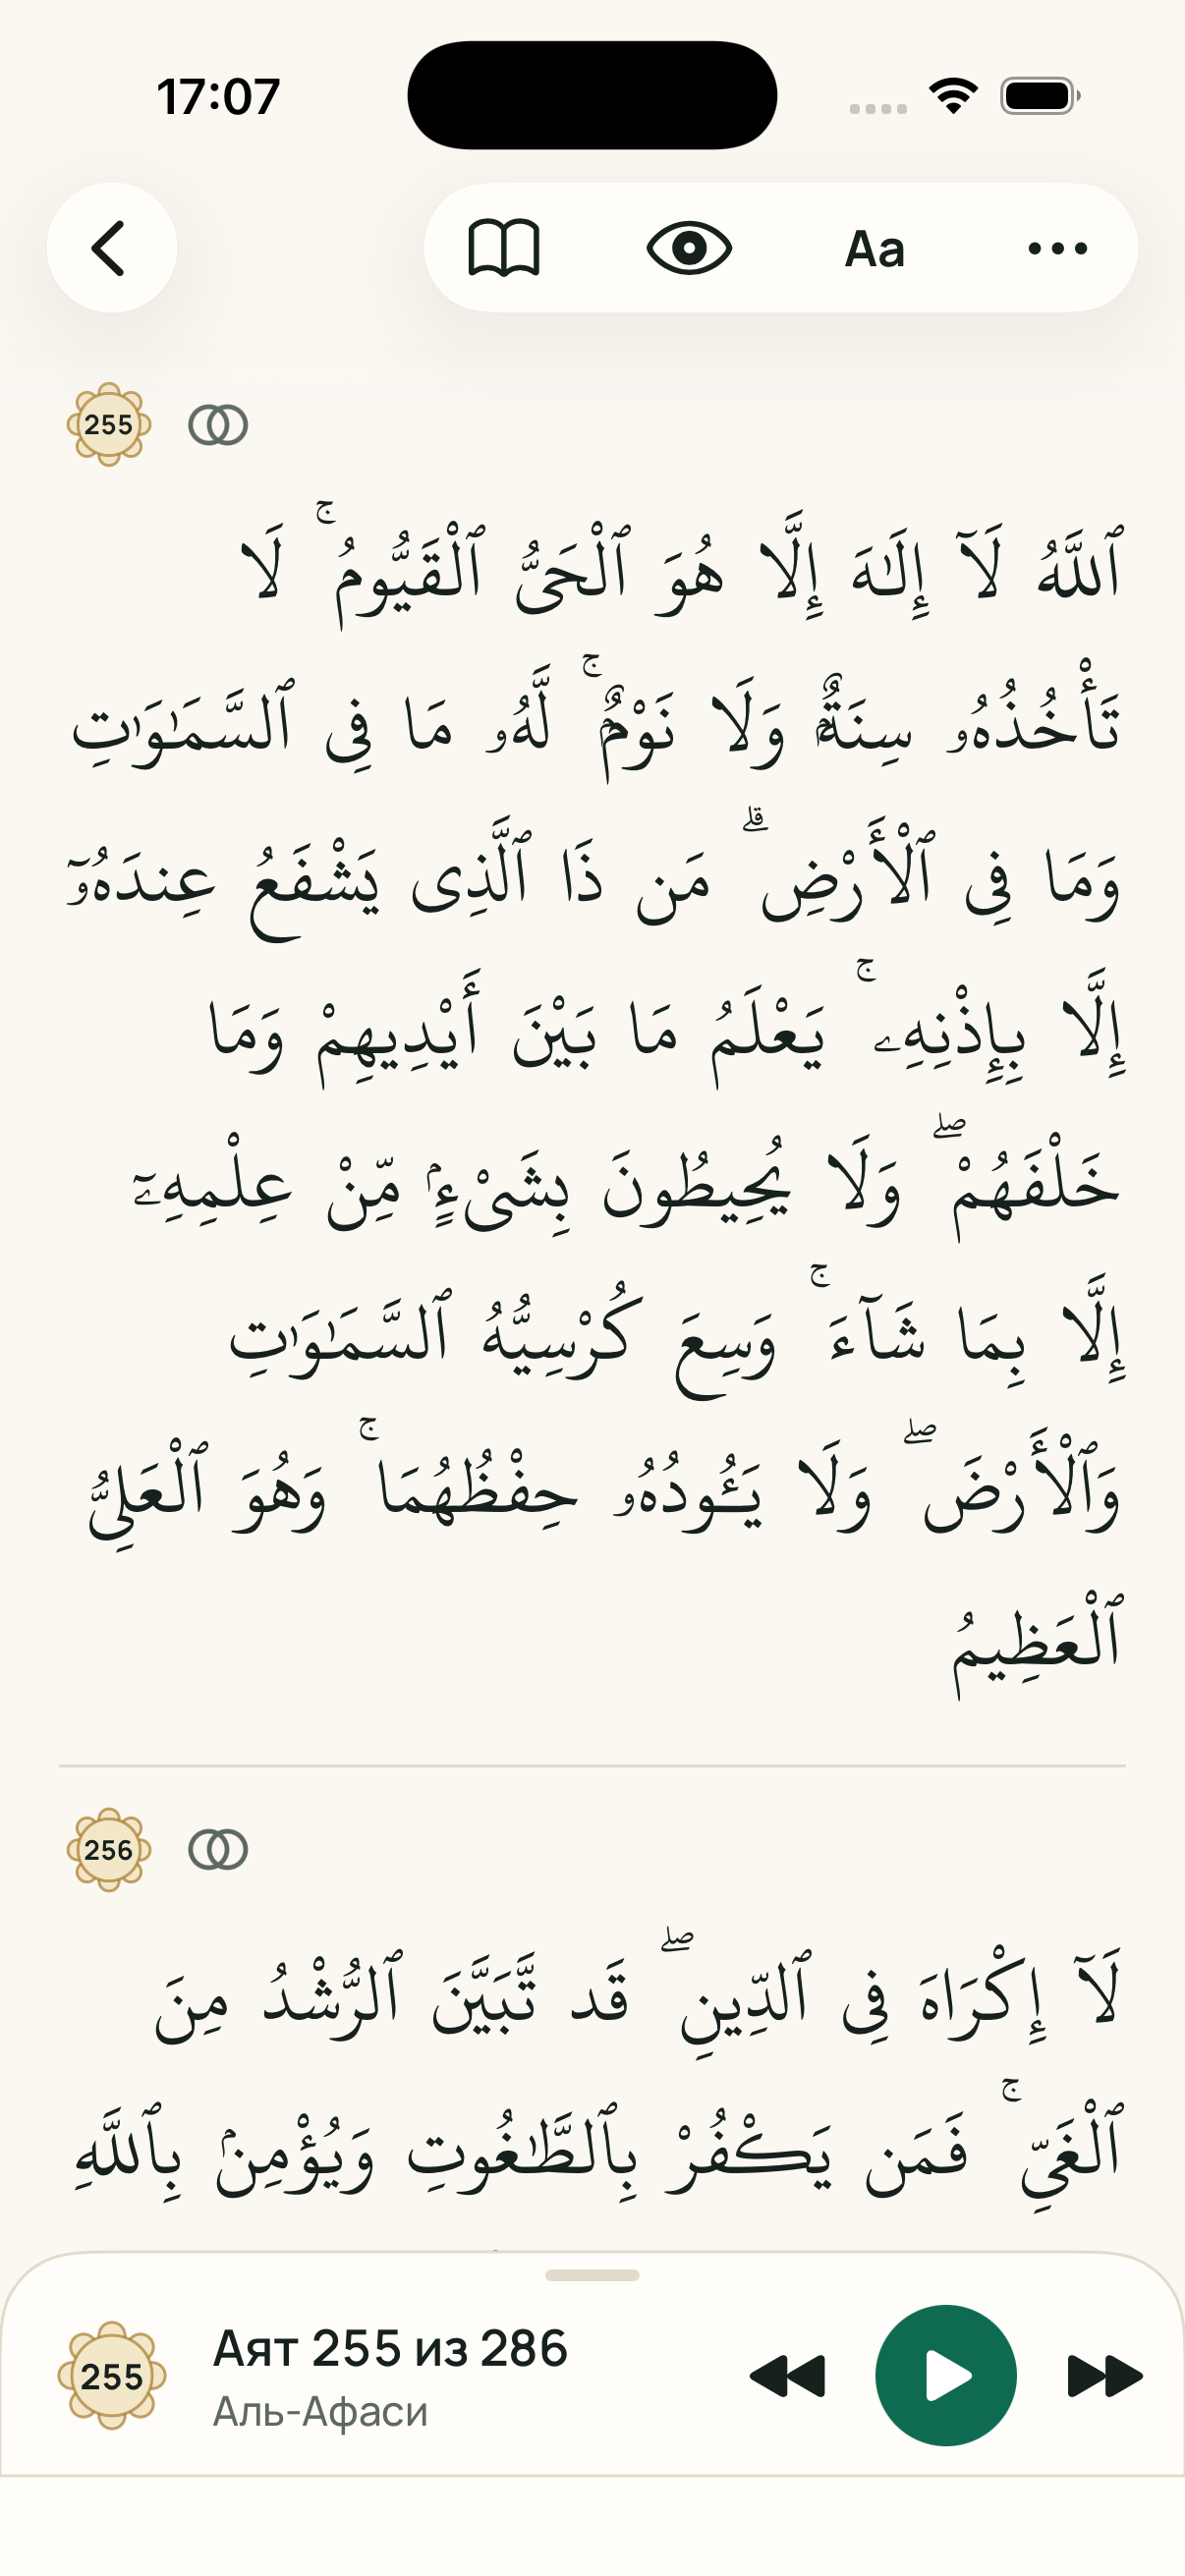 17:07
Aa
255
ٱللَّهُ لَآ إِلَـٰهَ إِلَّا هُوَ ٱلْحَىُّ ٱلْقَيُّومُ ۚ لَا
تَأْخُذُهُۥ سِنَةٌۭ وَلَا نَوْمٌۭ ۚ لَّهُۥ مَا فِى ٱلسَّمَـٰوَٰتِ
وَمَا فِى ٱلْأَرْضِ ۗ مَن ذَا ٱلَّذِى يَشْفَعُ عِندَهُۥٓ
إِلَّا بِإِذْنِهِۦ ۚ يَعْلَمُ مَا بَيْنَ أَيْدِيهِمْ وَمَا
خَلْفَهُمْ ۖ وَلَا يُحِيطُونَ بِشَىْءٍۢ مِّنْ عِلْمِهِۦٓ
إِلَّا بِمَا شَآءَ ۚ وَسِعَ كُرْسِيُّهُ ٱلسَّمَـٰوَٰتِ
وَٱلْأَرْضَ ۖ وَلَا يَـُٔودُهُۥ حِفْظُهُمَا ۚ وَهُوَ ٱلْعَلِىُّ
ٱلْعَظِيمُ
256
لَآ إِكْرَاهَ فِى ٱلدِّينِ ۖ قَد تَّبَيَّنَ ٱلرُّشْدُ مِنَ
ٱلْغَىِّ ۚ فَمَن يَكْفُرْ بِٱلطَّـٰغُوتِ وَيُؤْمِنۢ بِٱللَّهِ
255
Аят 255 из 286
Аль-Афаси